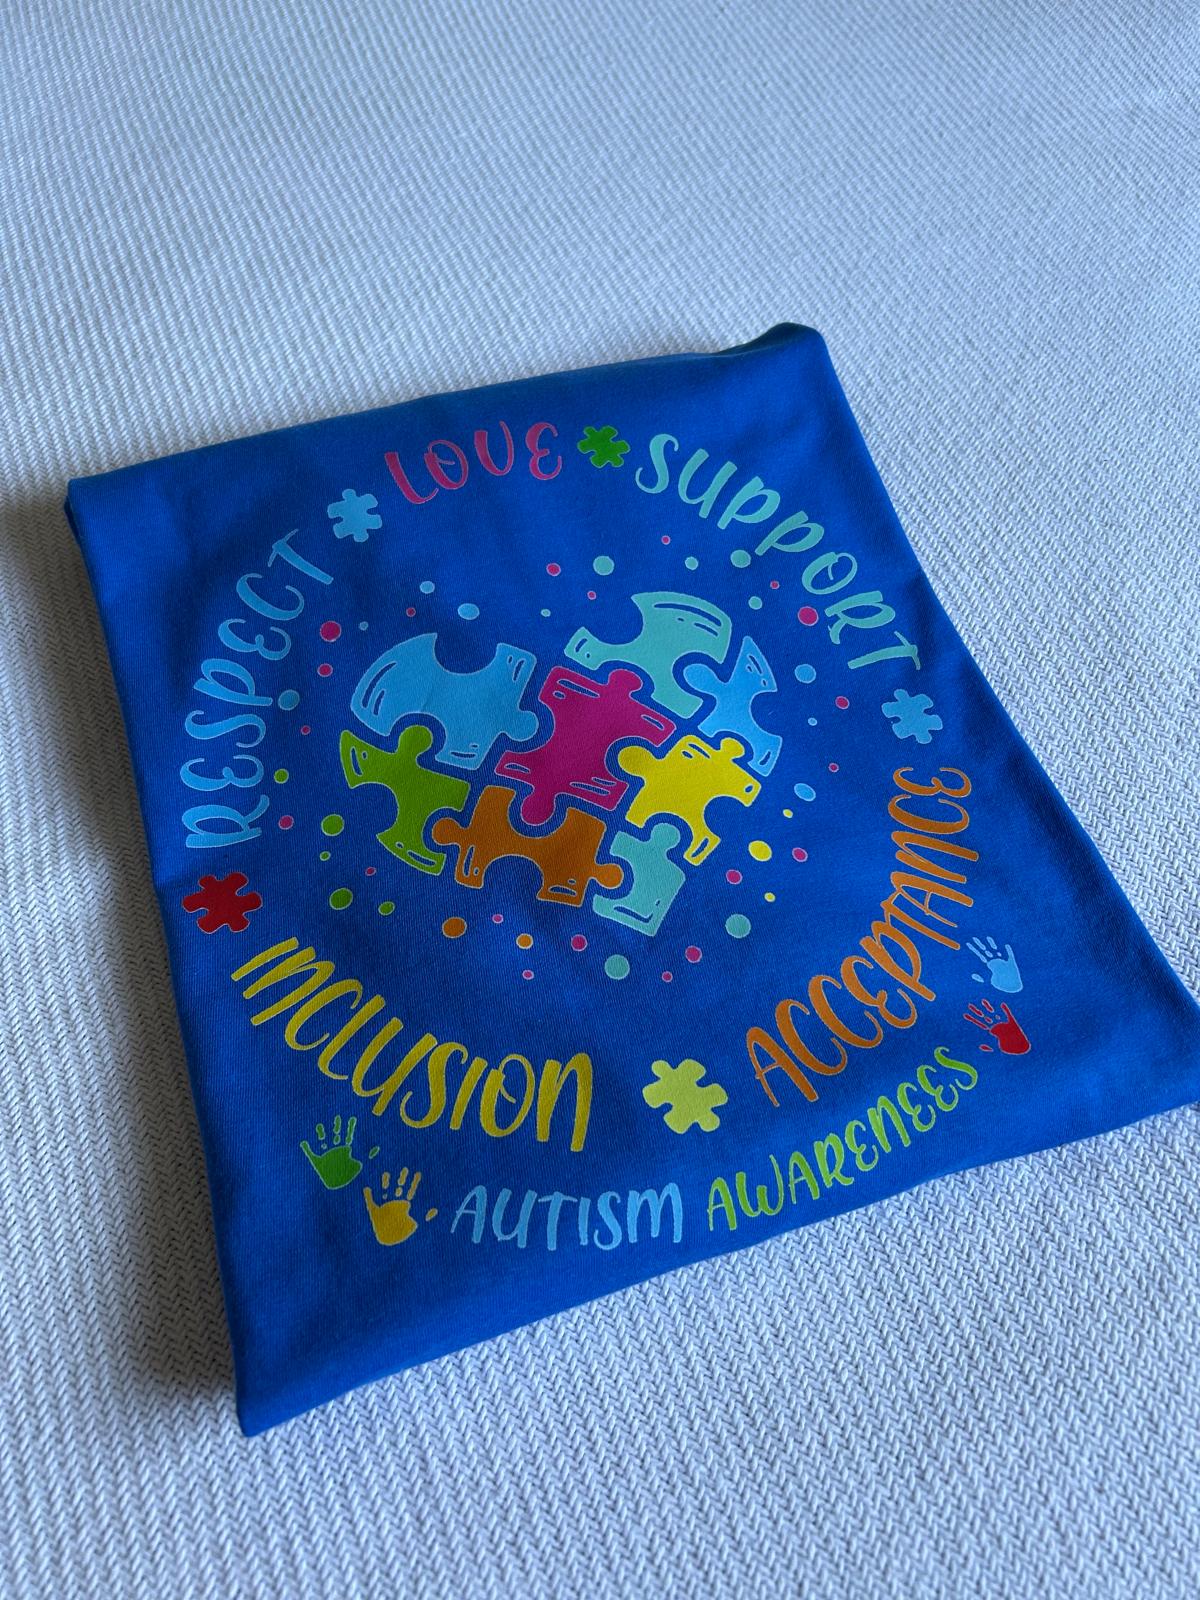 RESPECT
LOVE
SUPPORT
ACCEPTANCE
INCLUSION
AUTISM AWARENEES